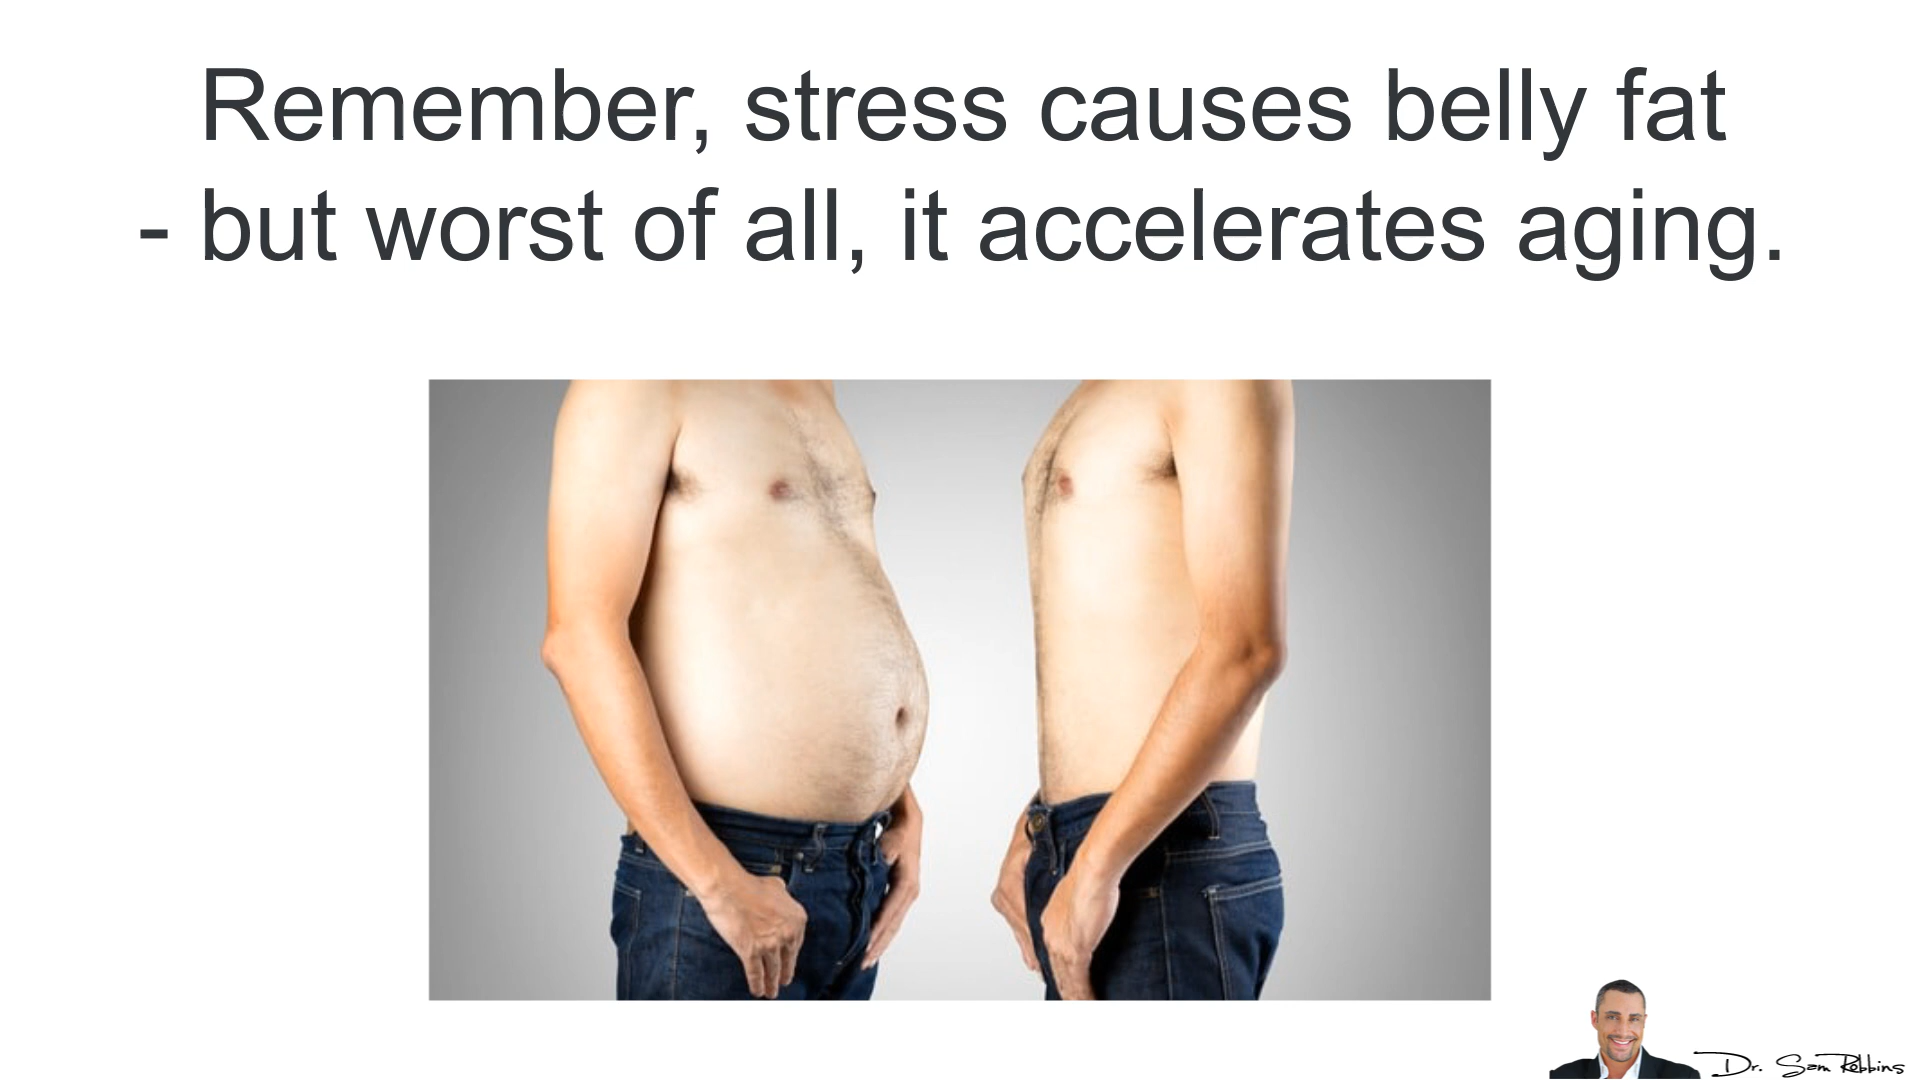 Remember, stress causes belly fat
- but worst of all, it accelerates aging.
Dr. Sam Robbins